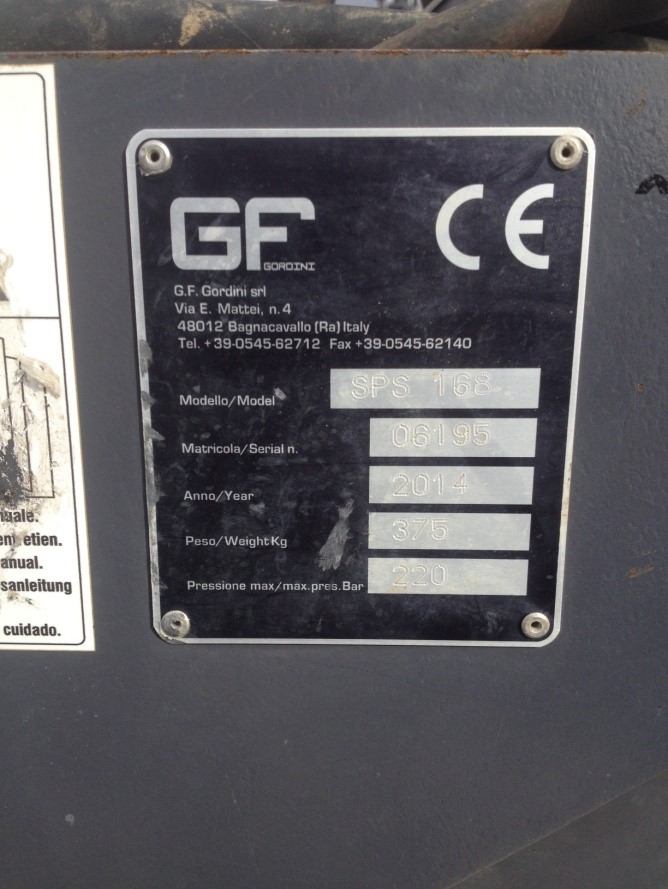 GF
GORDINI
CE
G.F. Gordini srl
Via E. Mattei, n.4
48012 Bagnacavallo (Ra) Italy
Tel. +39-0545-62712 Fax +39-0545-62140
Modello/Model SPS 168
Matricola/Serial n. 06195
Anno/Year 2014
Peso/Weight Kg 375
Pressione max/max.pres.Bar 220
etien.
anual.
sanleitung
cuidado.